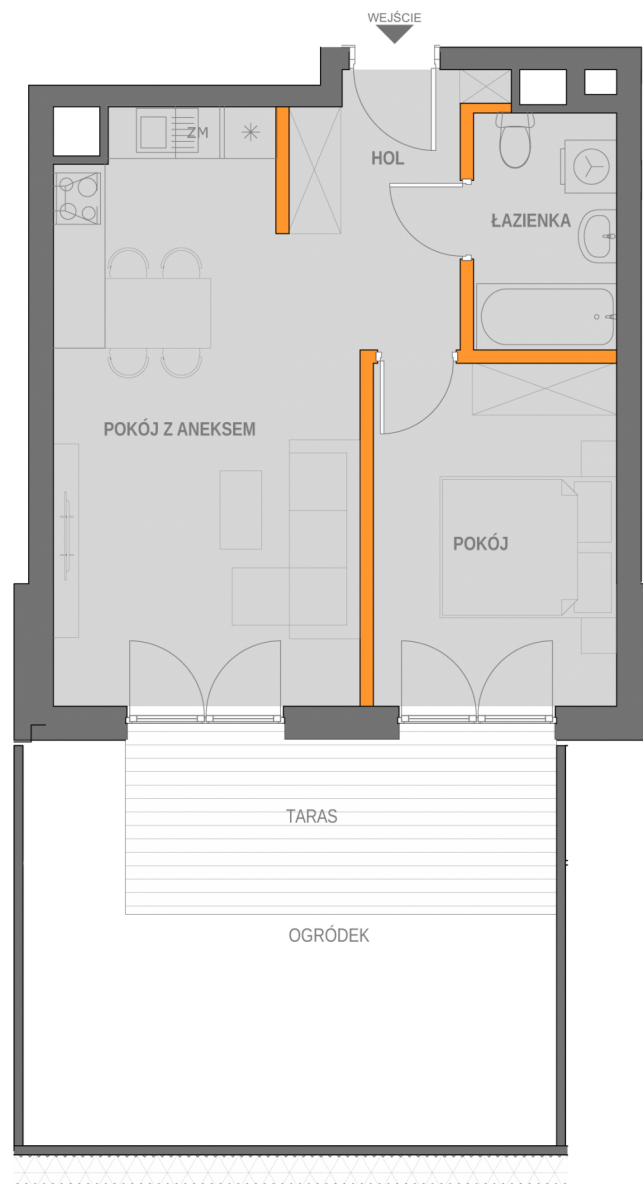 WEJŚCIE
ZM
HOL
ŁAZIENKA
POKÓJ Z ANEKSEM
POKÓJ
TARAS
OGRÓDEK